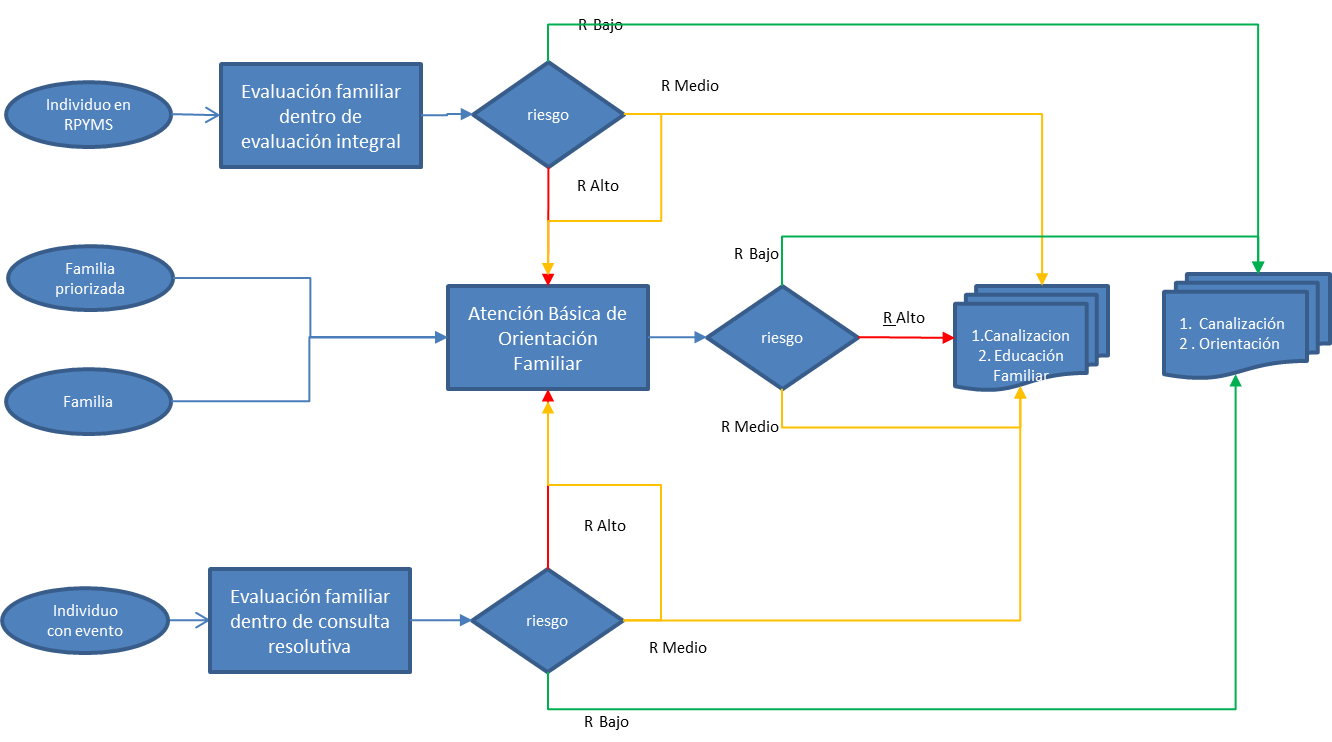 R Bajo
R Medio
Individuo en
RPYMS
Evaluación familiar
dentro de
evaluación integral
riesgo
R Alto
Familia
priorizada
R Bajo
Atención Básica de
Orientación
Familiar
riesgo
R Alto
1.Canalizacion
2. Educación
Familiar
1. Canalización
2 . Orientación
Familia
R Medio
R Alto
Individuo
con evento
Evaluación familiar
dentro de consulta
resolutiva
riesgo
R Medio
R Bajo